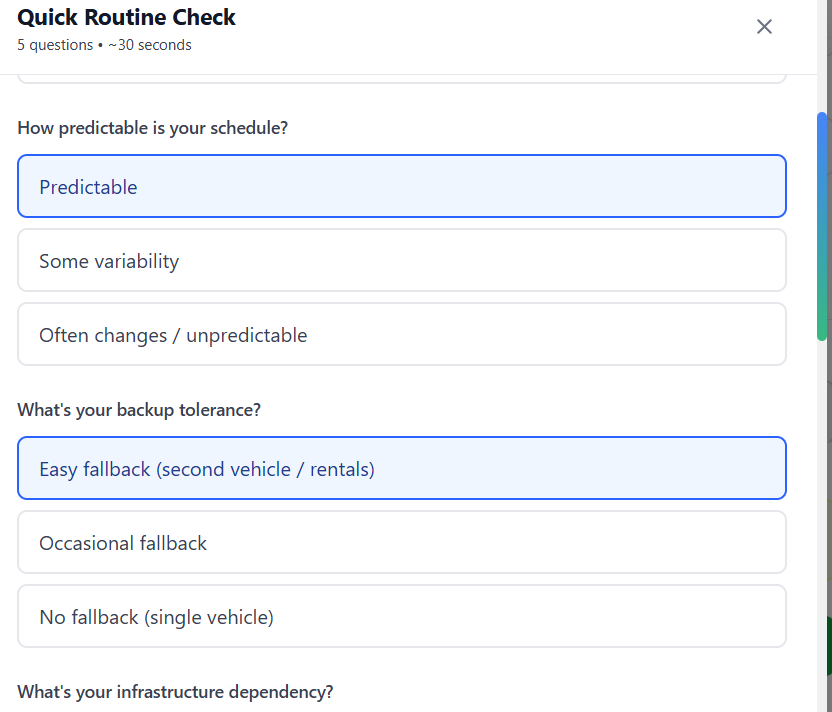 Quick Routine Check
5 questions • ~30 seconds
How predictable is your schedule?
Predictable
Some variability
Often changes / unpredictable
What's your backup tolerance?
Easy fallback (second vehicle / rentals)
Occasional fallback
No fallback (single vehicle)
What's your infrastructure dependency?